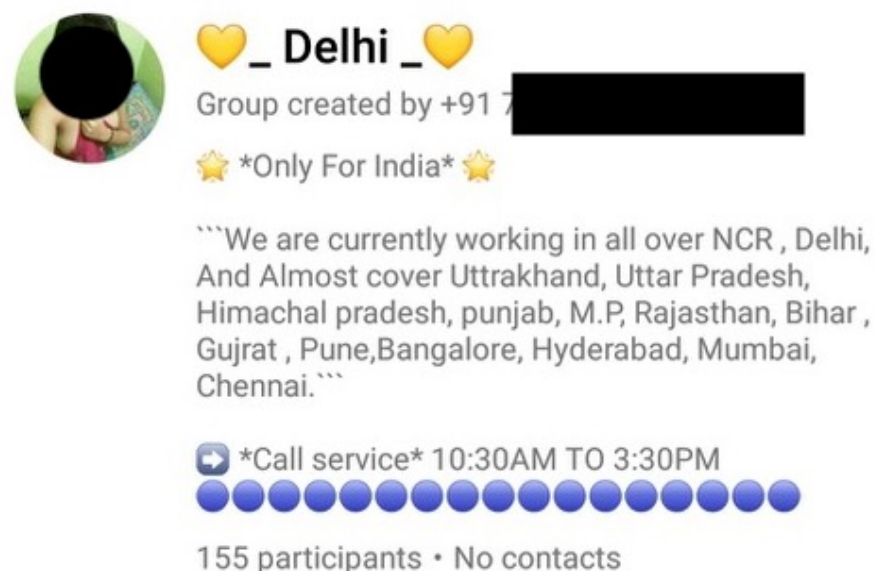 💛_ Delhi _💛
Group created by +91 7
🌟 *Only For India* 🌟
```We are currently working in all over NCR , Delhi,
And Almost cover Uttrakhand, Uttar Pradesh,
Himachal pradesh, punjab, M.P, Rajasthan, Bihar ,
Gujrat , Pune,Bangalore, Hyderabad, Mumbai,
Chennai.```
➡️ *Call service* 10:30AM TO 3:30PM
🔵🔵🔵🔵🔵🔵🔵🔵🔵🔵🔵🔵🔵🔵🔵🔵🔵
155 participants • No contacts